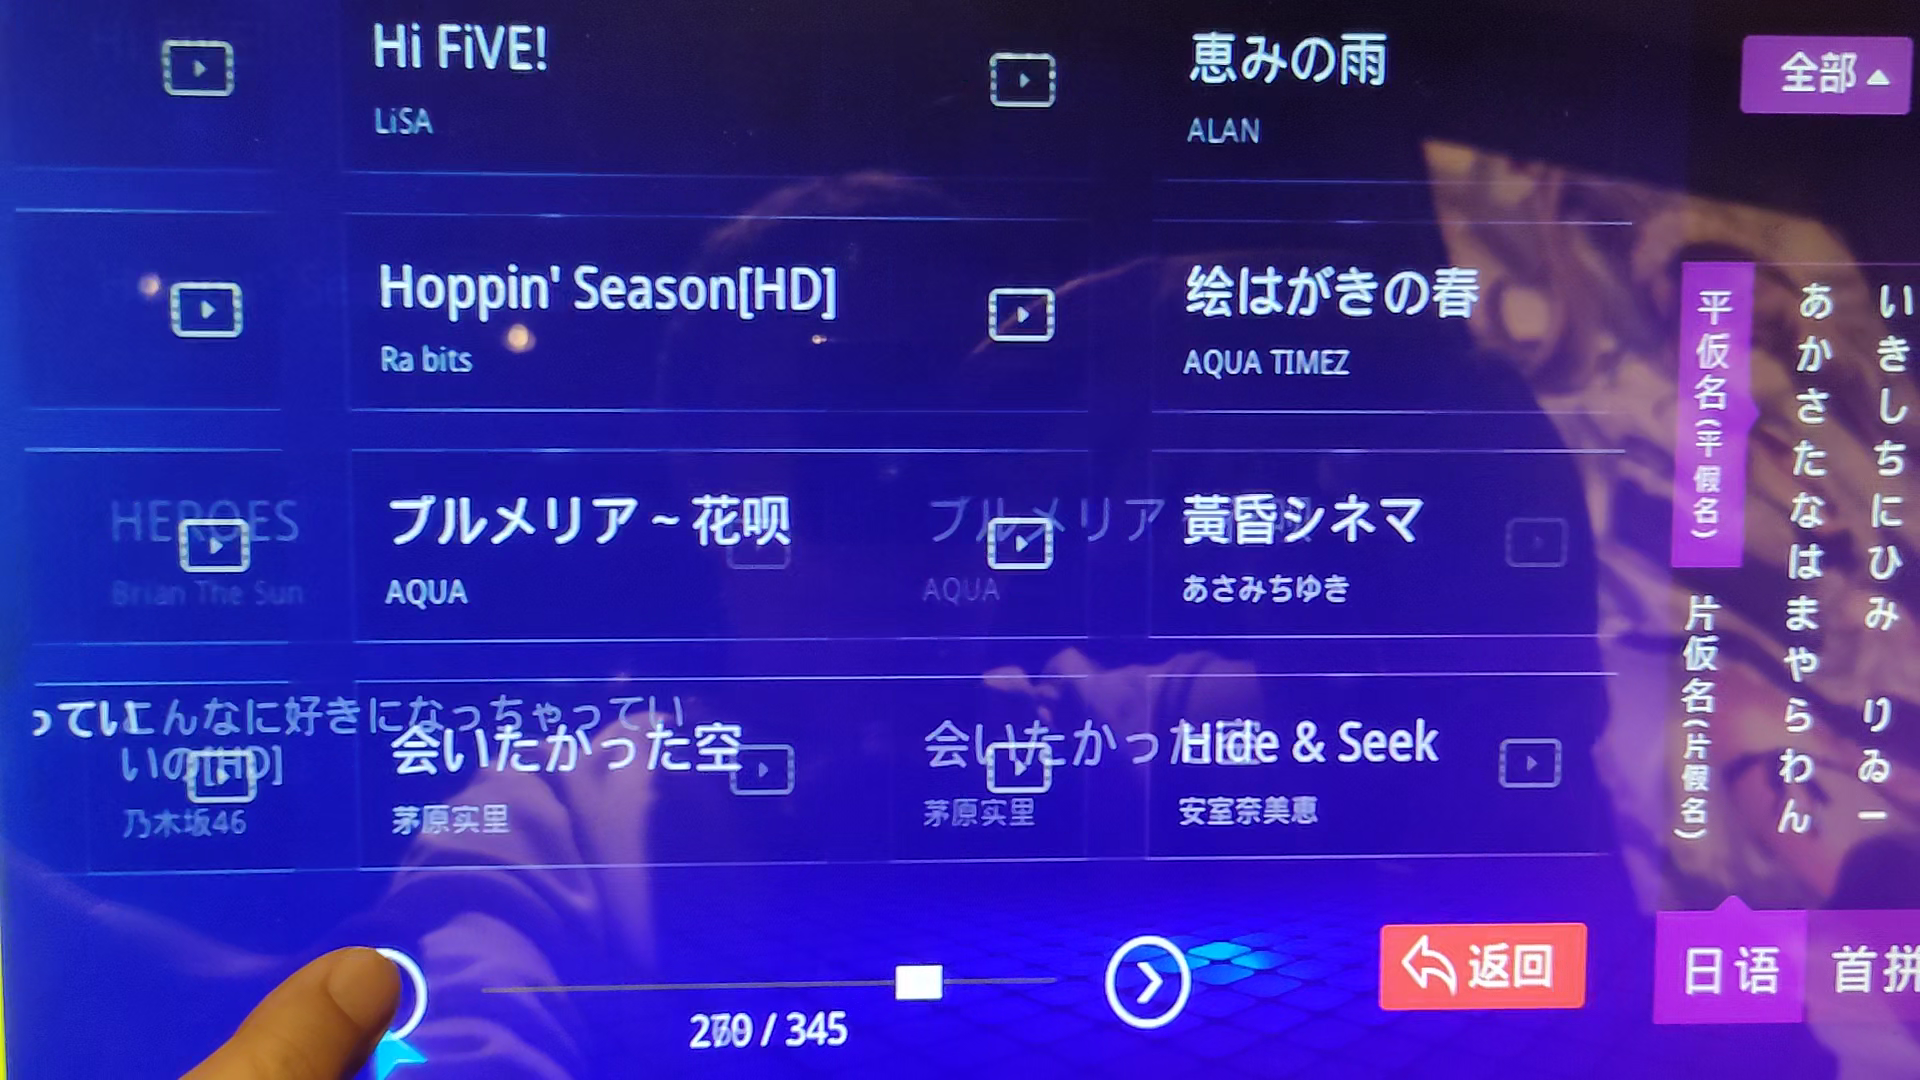 Hi FiVE!
LiSA
恵みの雨
ALAN
全部
Hoppin' Season[HD]
Ra bits
絵はがきの春
AQUA TIMEZ
HEROES
Brian The Sun
ブルメリア～花呗
AQUA
ブルメリア
AQUA
黃昏シネマ
あさみちゆき
ってい
こんなに好きになっちゃってい
いの[HD]
乃木坂46
会いたかった空
茅原实里
会いたかった空
茅原实里
Hide & Seek
安室奈美惠
平仮名(平假名)
片仮名(片假名)
あかさたなはまやらわん
いきしちにひみ りゐー
/ 345
返回
日语
首拼